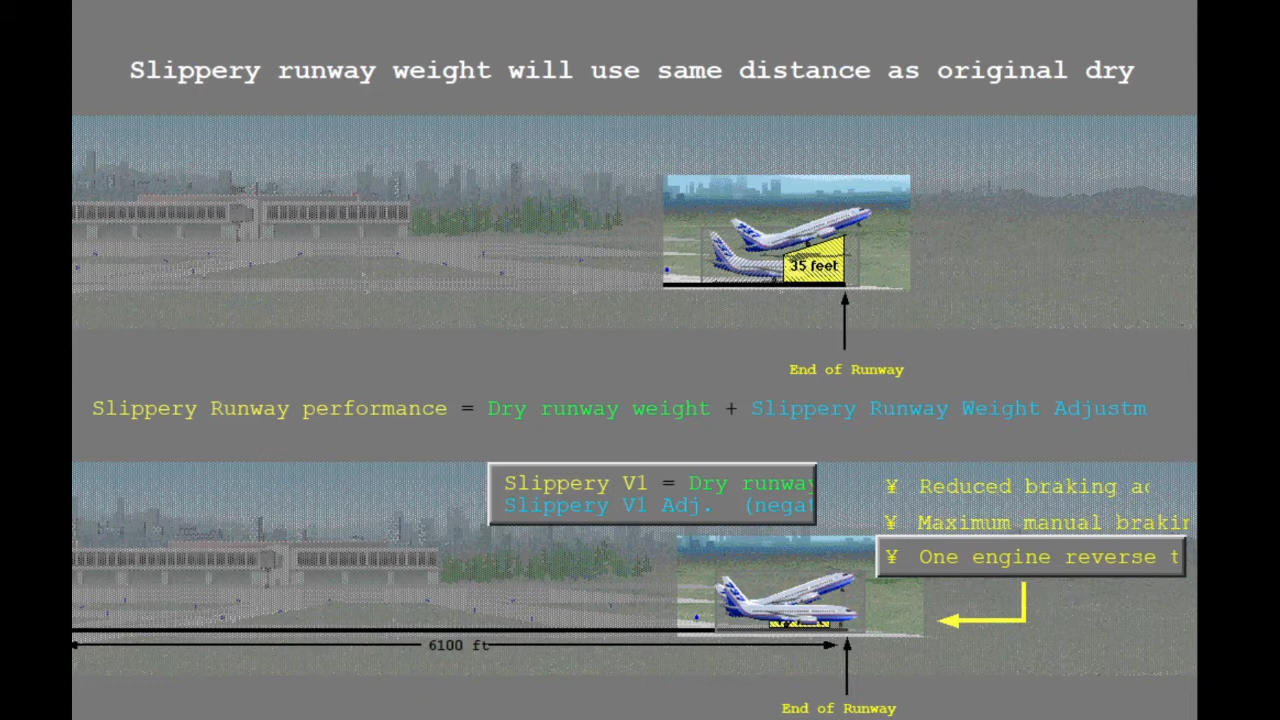 Slippery runway weight will use same distance as original dry
35 feet
End of Runway
Slippery Runway performance = Dry runway weight + Slippery Runway Weight Adjustm
Slippery V1 = Dry runway
Slippery V1 Adj. (negat
¥ Reduced braking ac
¥ Maximum manual brakin
¥ One engine reverse t
6100 ft
End of Runway